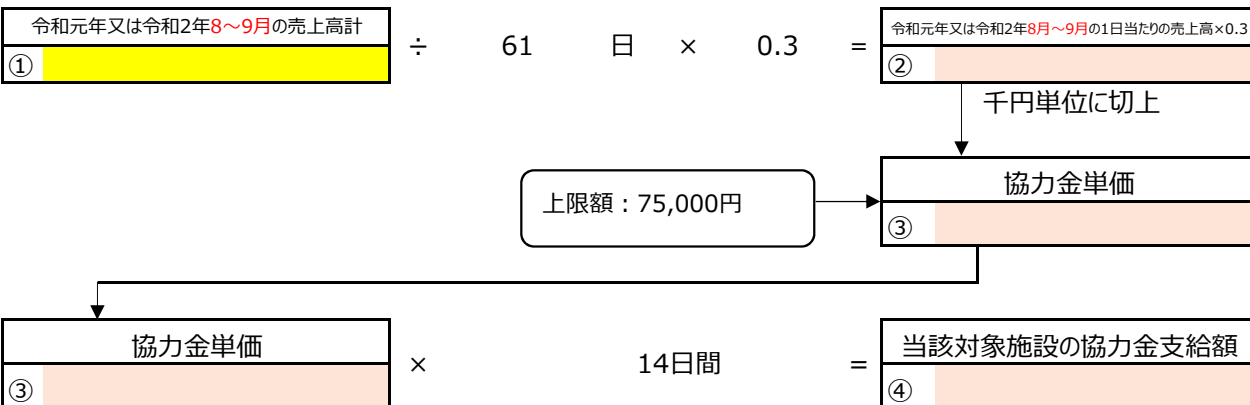 令和元年又は令和2年8～9月の売上高計
① ÷ 61 日 × 0.3 =
令和元年又は令和2年8月～9月の1日当たりの売上高×0.3
②
千円単位に切上
上限額：75,000円
協力金単価
③
協力金単価
③ × 14日間 =
当該対象施設の協力金支給額
④